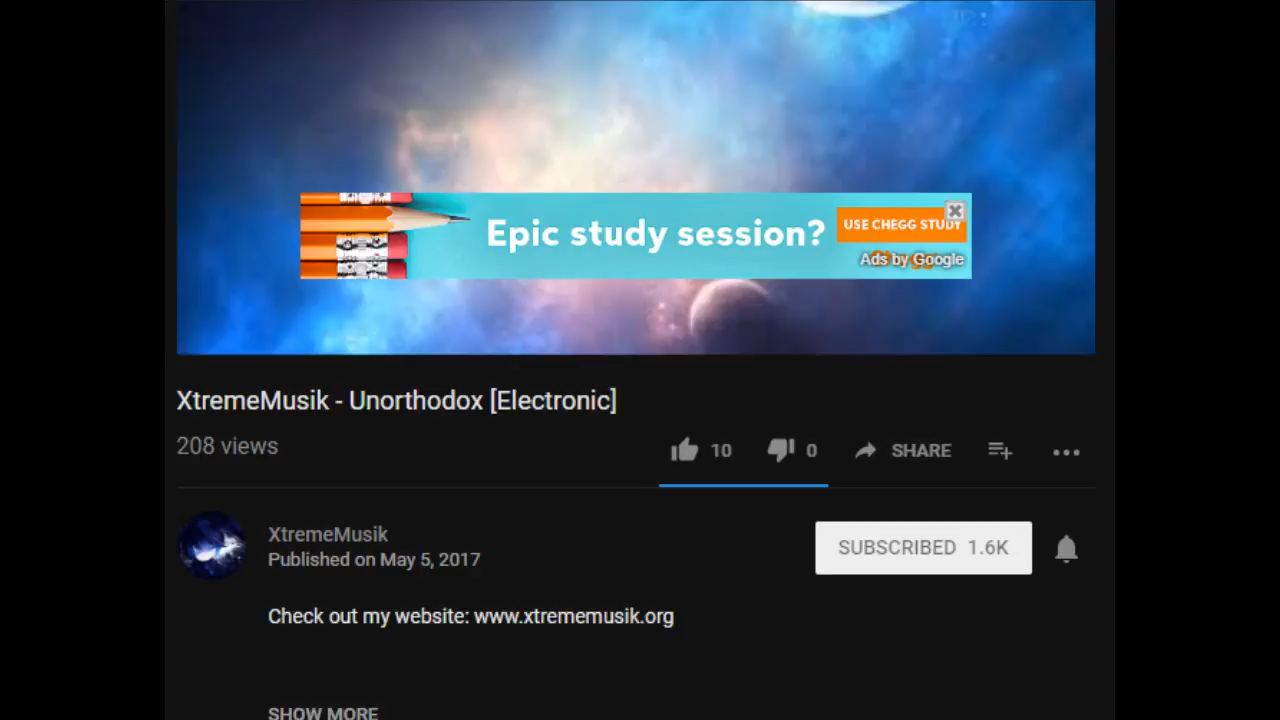 Epic study session?
USE CHEGG STUDY
Ads by Google
XtremeMusik - Unorthodox [Electronic]
208 views
10
0
SHARE
XtremeMusik
Published on May 5, 2017
SUBSCRIBED 1.6K
Check out my website: www.xtrememusik.org
SHOW MORE